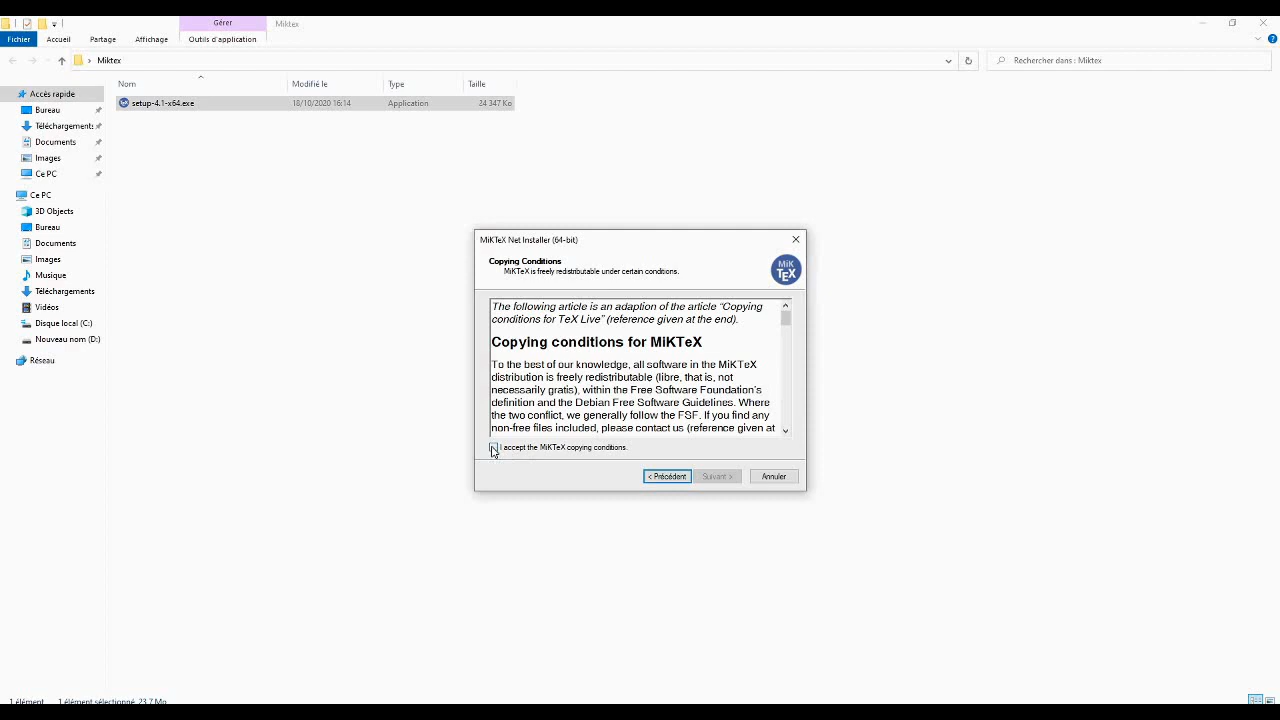 Gérer
Miktex
Fichier
Accueil
Partage
Affichage
Outils d'application
Miktex
Rechercher dans : Miktex
Nom
Modifié le
Type
Taille
setup-4.1-x64.exe
18/10/2020 16:14
Application
24 347 Ko
Accès rapide
Bureau
Téléchargements
Documents
Images
Ce PC
Ce PC
3D Objects
Bureau
Documents
Images
Musique
Téléchargements
Vidéos
Disque local (C:)
Nouveau nom (D:)
Réseau
MiKTeX Net Installer (64-bit)
Copying Conditions
MiKTeX is freely redistributable under certain conditions.
MiK
TEX
The following article is an adaption of the article “Copying
conditions for TeX Live” (reference given at the end).
Copying conditions for MiKTeX
To the best of our knowledge, all software in the MiKTeX
distribution is freely redistributable (libre, that is, not
necessarily gratis), within the Free Software Foundation’s
definition and the Debian Free Software Guidelines. Where
the two conflict, we generally follow the FSF. If you find any
non-free files included, please contact us (reference given at
I accept the MiKTeX copying conditions.
< Précédent
Suivant >
Annuler
1 élément
1 élément sélectionné 23,7 Mo